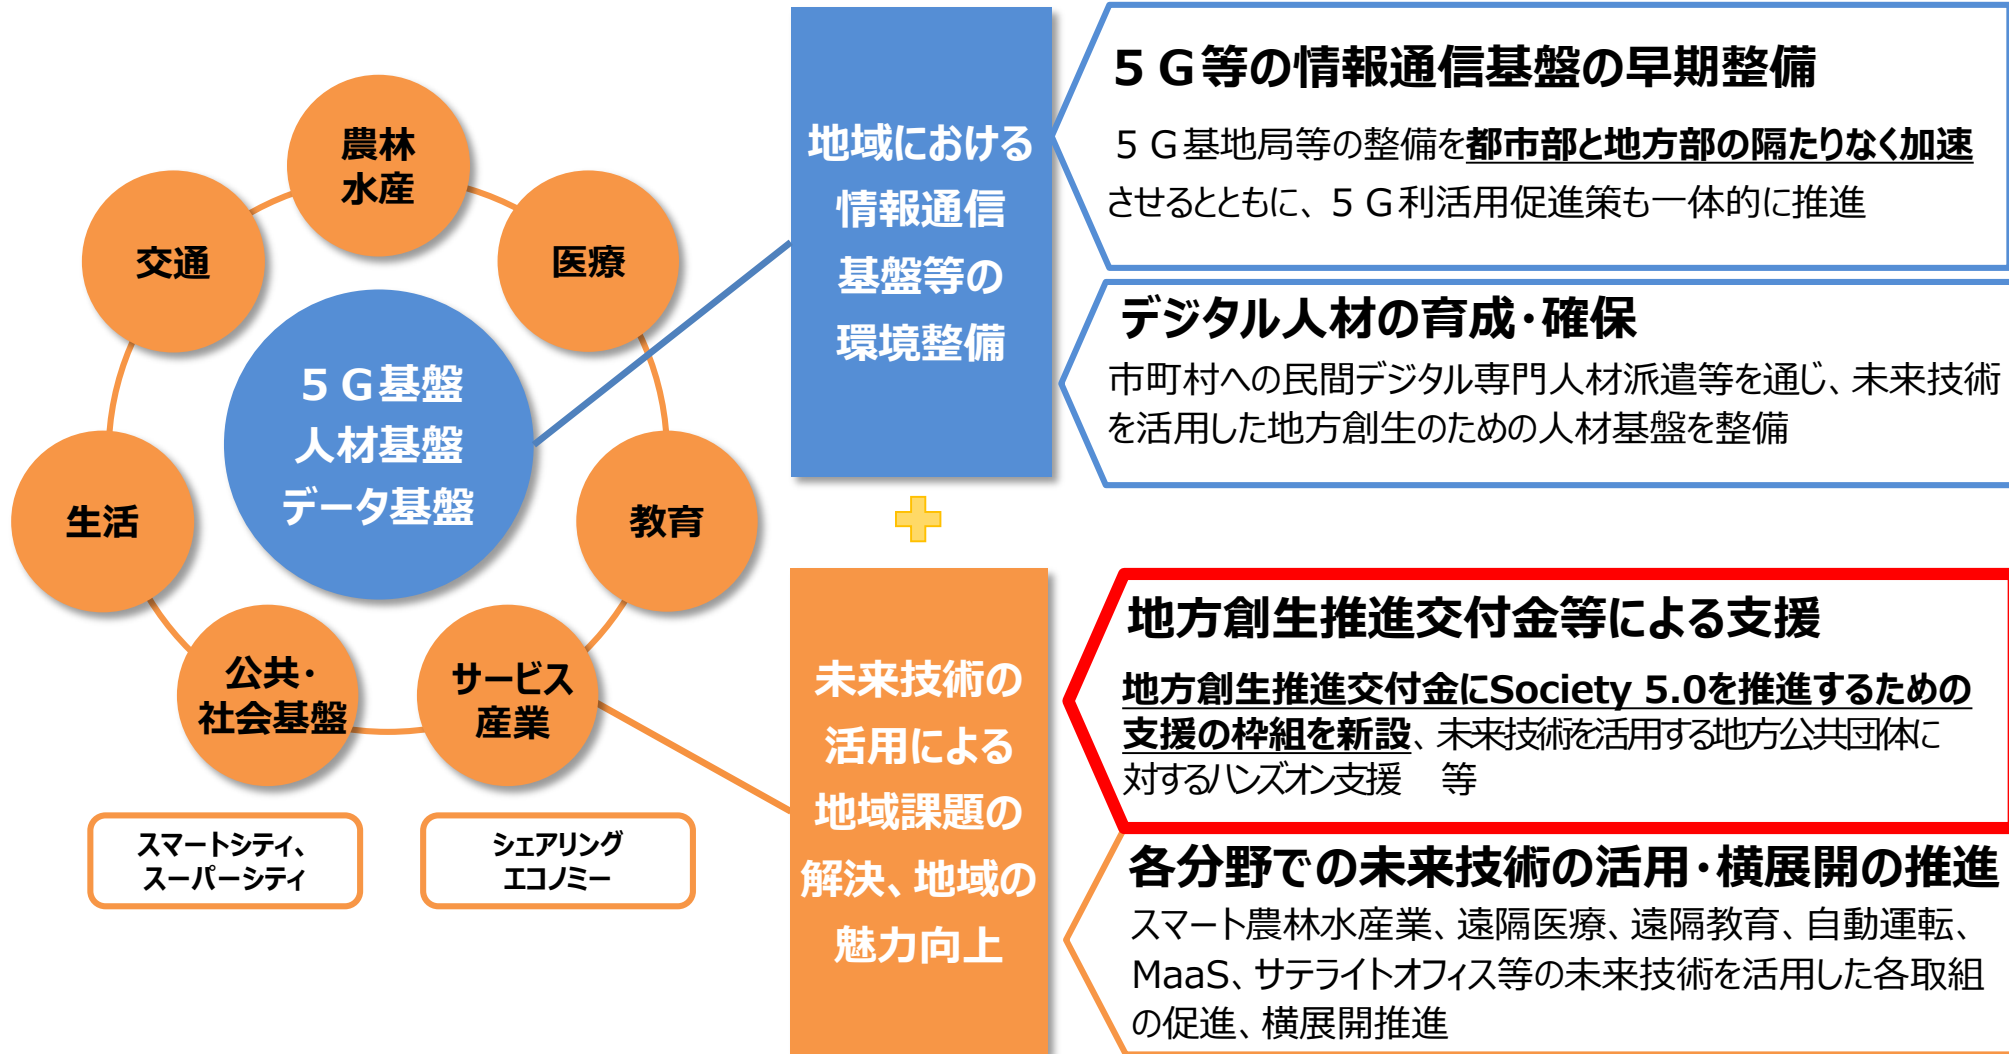 農林
水産
交通
医療
5G基盤
人材基盤
データ基盤
生活
教育
公共・
社会基盤
サービス
産業
スマートシティ、
スーパーシティ
シェアリング
エコノミー
地域における
情報通信
基盤等の
環境整備
5G等の情報通信基盤の早期整備
5G基地局等の整備を都市部と地方部の隔たりなく加速
させるとともに、5G利活用促進策も一体的に推進
デジタル人材の育成・確保
市町村への民間デジタル専門人材派遣等を通じ、未来技術
を活用した地方創生のための人材基盤を整備
未来技術の
活用による
地域課題の
解決、地域の
魅力向上
地方創生推進交付金等による支援
地方創生推進交付金にSociety 5.0を推進するための
支援の枠組を新設、未来技術を活用する地方公共団体に
対するハンズオン支援　等
各分野での未来技術の活用・横展開の推進
スマート農林水産業、遠隔医療、遠隔教育、自動運転、
MaaS、サテライトオフィス等の未来技術を活用した各取組
の促進、横展開推進